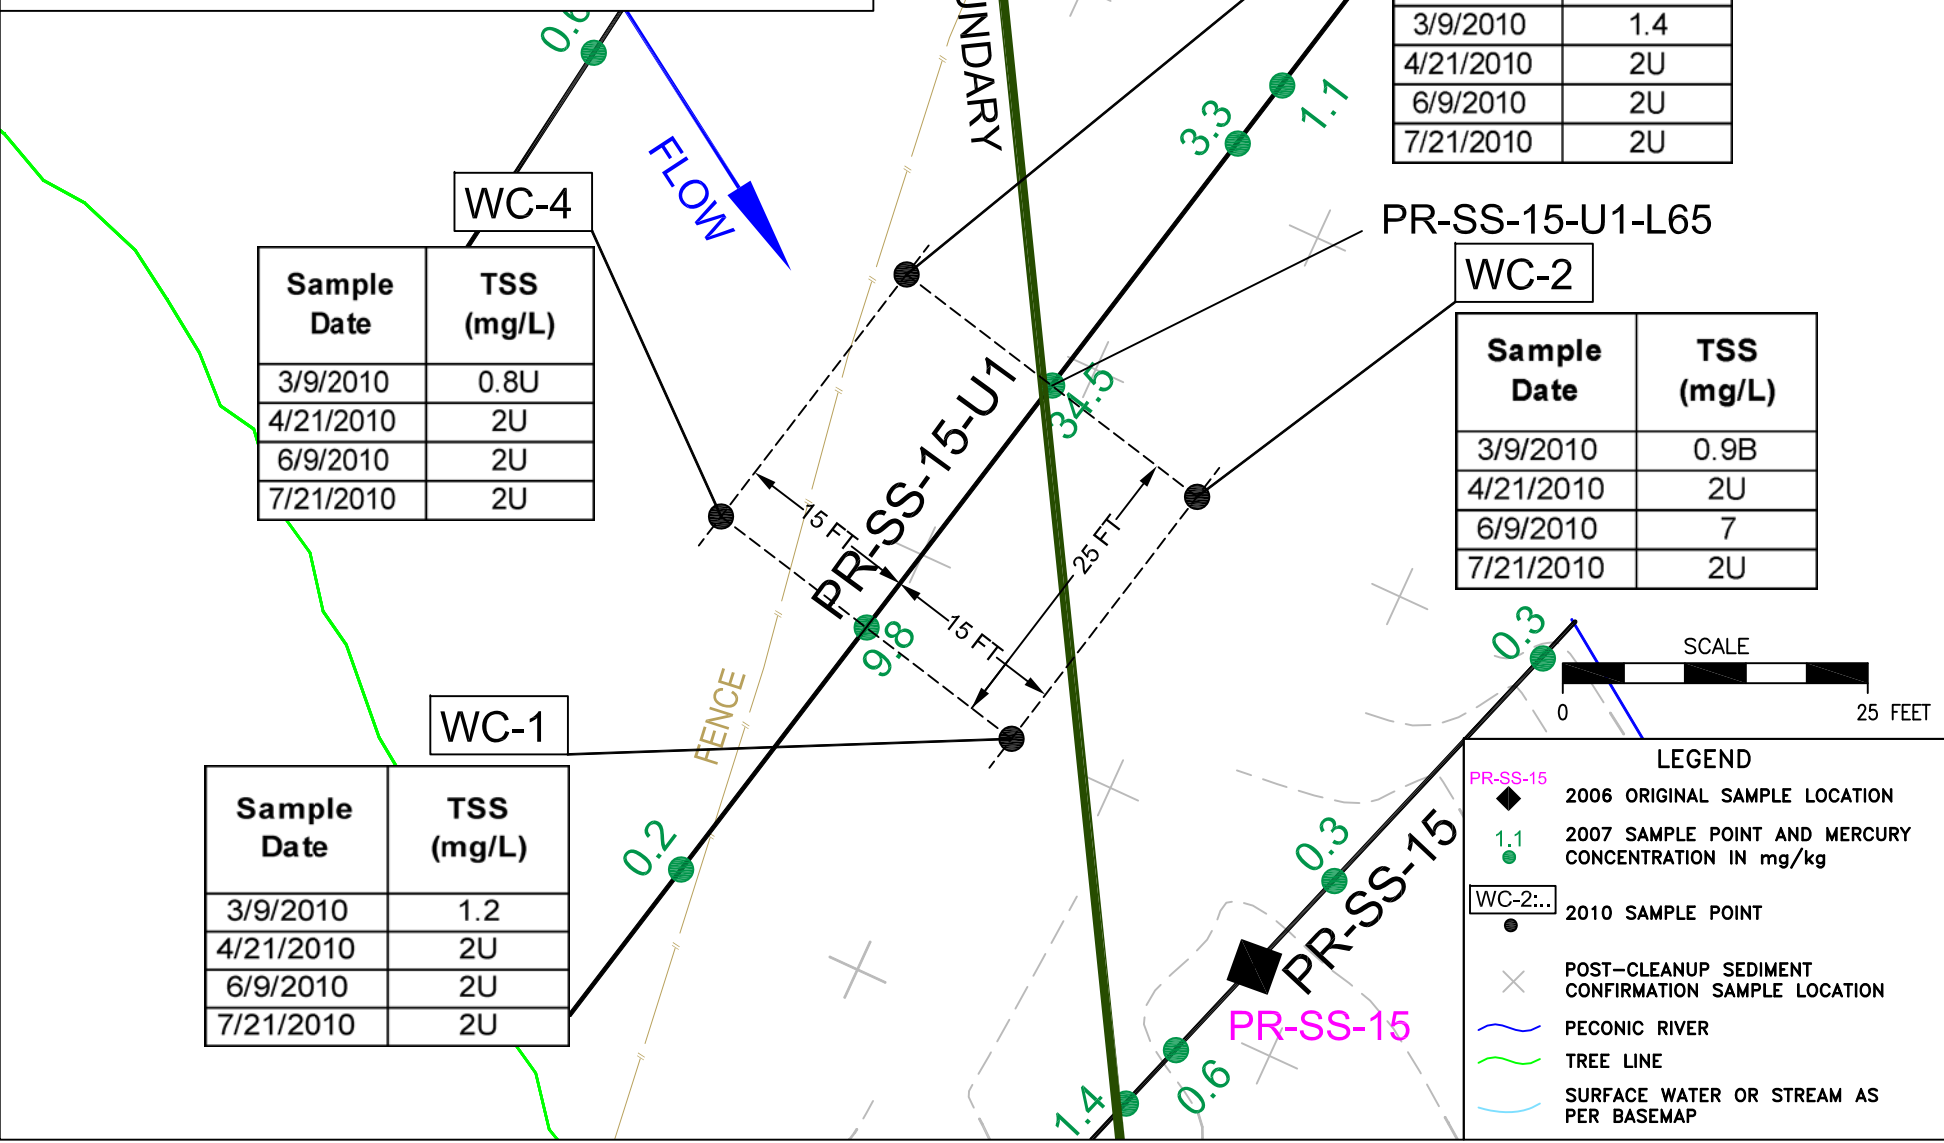 3/9/2010 1.4
4/21/2010 2U
6/9/2010 2U
7/21/2010 2U
1.1
3.3
FLOW
WC-4
Sample Date TSS (mg/L)
3/9/2010 0.8U
4/21/2010 2U
6/9/2010 2U
7/21/2010 2U
PR-SS-15-U1-L65
WC-2
Sample Date TSS (mg/L)
3/9/2010 0.9B
4/21/2010 2U
6/9/2010 7
7/21/2010 2U
34.5
PR-SS-15-U1
15 FT
25 FT
15 FT
9.8
FENCE
WC-1
Sample Date TSS (mg/L)
3/9/2010 1.2
4/21/2010 2U
6/9/2010 2U
7/21/2010 2U
0.2
0.3
SCALE
0 25 FEET
0.3
PR-SS-15
PR-SS-15
0.6
1.4
LEGEND
PR-SS-15
2006 ORIGINAL SAMPLE LOCATION
1.1
2007 SAMPLE POINT AND MERCURY
CONCENTRATION IN mg/kg
WC-2:..
2010 SAMPLE POINT
POST-CLEANUP SEDIMENT
CONFIRMATION SAMPLE LOCATION
PECONIC RIVER
TREE LINE
SURFACE WATER OR STREAM AS
PER BASEMAP